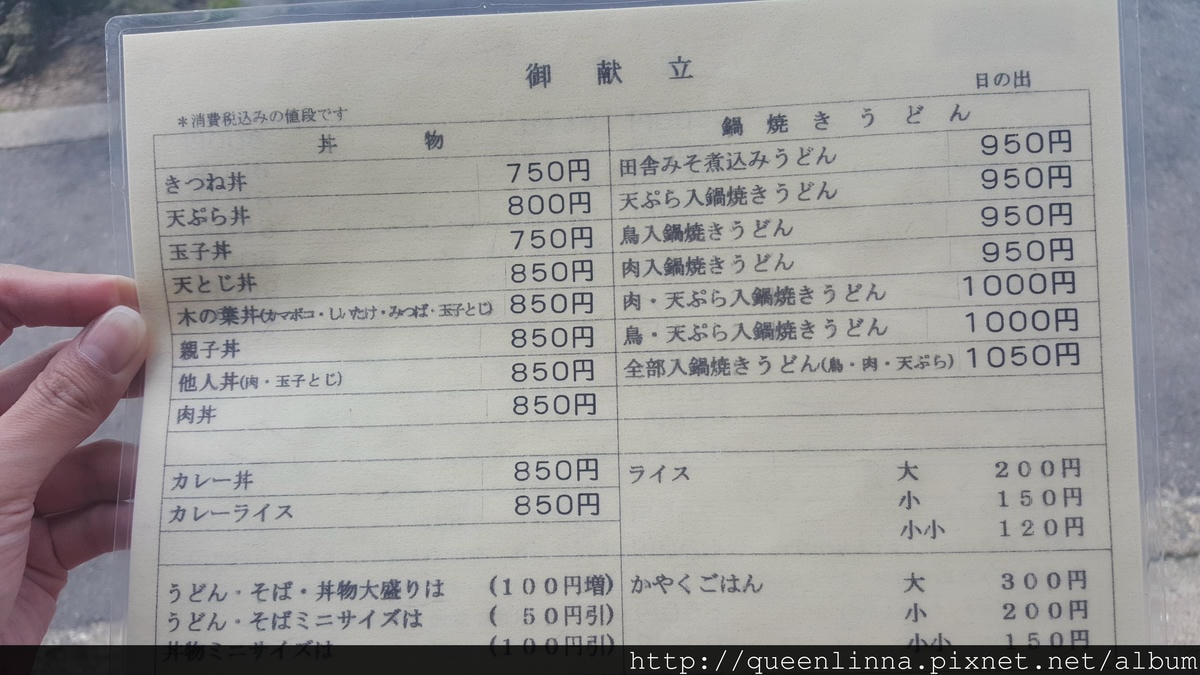 御献立
日の出
＊消費税込みの値段です
丼物
きつね丼 750円
天ぷら丼 800円
玉子丼 750円
天とじ丼 850円
木の葉丼(カマボコ・しいたけ・みつば・玉子とじ) 850円
親子丼 850円
他人丼(肉・玉子とじ) 850円
肉丼 850円
カレー丼 850円
カレーライス 850円
うどん・そば・丼物大盛りは (100円増)
うどん・そばミニサイズは ( 50円引)
丼物ミニサイズは (100円引)
鍋焼きうどん
田舎みそ煮込みうどん 950円
天ぷら入鍋焼きうどん 950円
鳥入鍋焼きうどん 950円
肉入鍋焼きうどん 950円
肉・天ぷら入鍋焼きうどん 1000円
鳥・天ぷら入鍋焼きうどん 1000円
全部入鍋焼きうどん(鳥・肉・天ぷら) 1050円
ライス 大 200円
小 150円
小小 120円
かやくごはん 大 300円
小 200円
小小 150円
http://queenlinna.pixnet.net/album